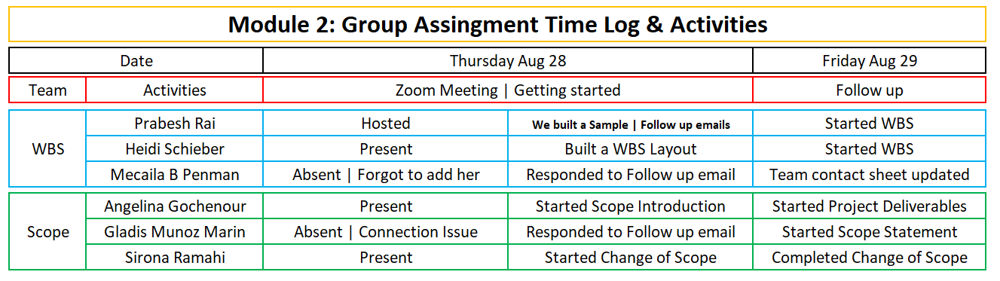 Module 2: Group Assingment Time Log & Activities
Date Thursday Aug 28 Friday Aug 29
Team Activities Zoom Meeting | Getting started Follow up
Prabesh Rai Hosted We built a Sample | Follow up emails Started WBS
WBS Heidi Schieber Present Built a WBS Layout Started WBS
Mecaila B Penman Absent | Forgot to add her Responded to Follow up email Team contact sheet updated
Angelina Gochenour Present Started Scope Introduction Started Project Deliverables
Scope Gladis Munoz Marin Absent | Connection Issue Responded to Follow up email Started Scope Statement
Sirona Ramahi Present Started Change of Scope Completed Change of Scope